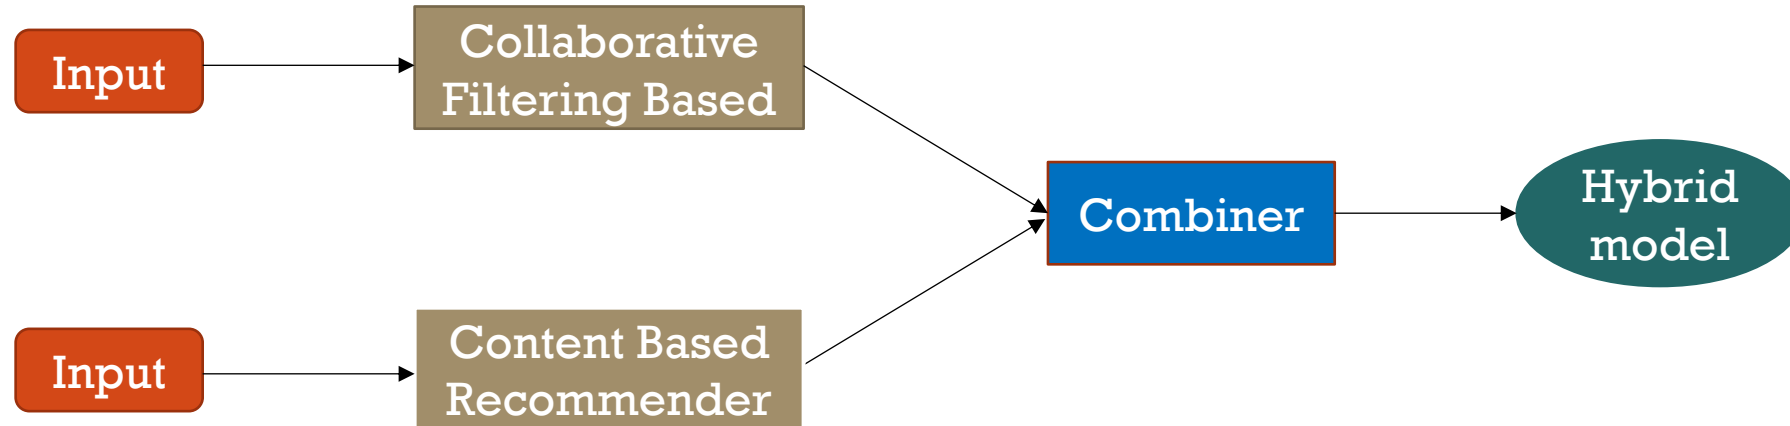 Input
Collaborative
Filtering Based
Combiner
Hybrid
model
Input
Content Based
Recommender